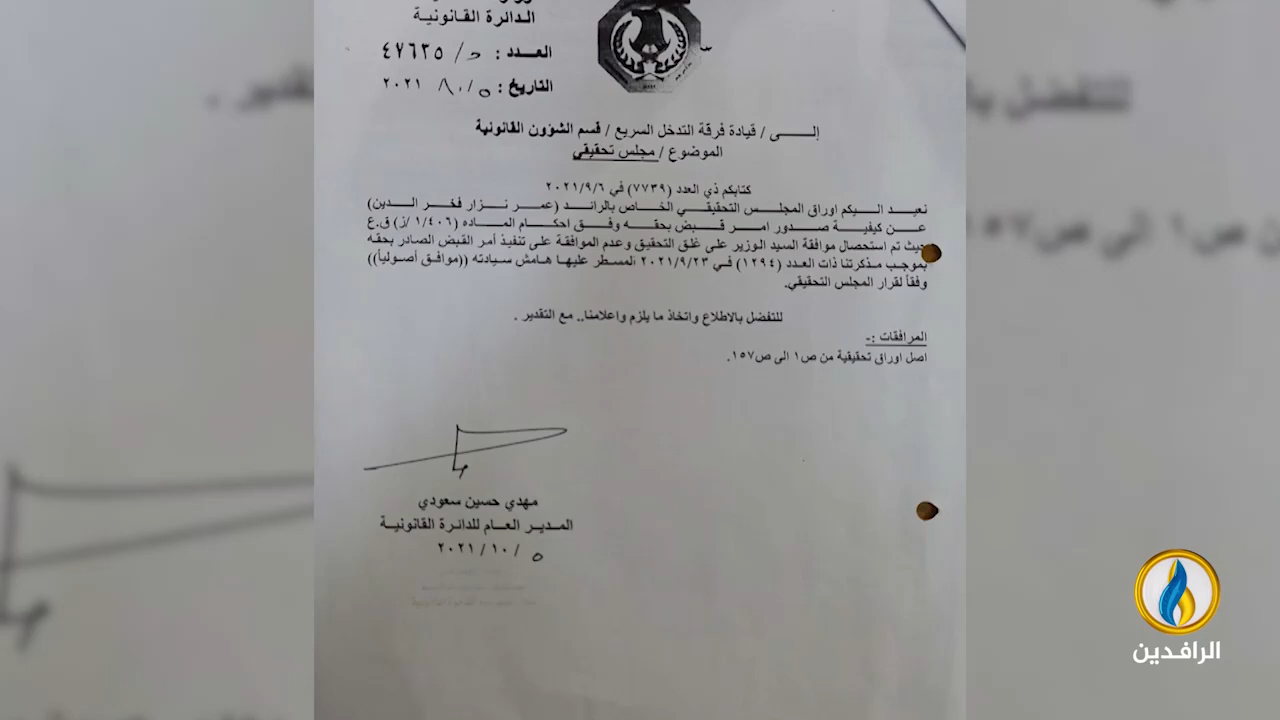 الدائرة القانونية
العدد : د/ ٤٧٦٣٥
التاريخ : ٥ /١٠/ ٢٠٢١
إلـــى / قيادة فرقة التدخل السريع / قسم الشؤون القانونية
الموضوع / مجلس تحقيقي
كتابكم ذي العدد (٧٧٣٩) في ٢٠٢١/٩/٦
نعيد اليكم اوراق المجلس التحقيقي الخاص بالرائد (عمر نزار فخر الدين)
عن كيفية صدور امر قبض بحقه وفق احكام الماده (١/٤٠٦ /ز) ق.ع
حيث تم استحصال موافقة السيد الوزير على غلق التحقيق وعدم الموافقة على تنفيذ أمر القبض الصادر بحقه
بموجب مذكرتنا ذات العدد (١٢٩٤) في ٢٠٢١/٩/٢٣ المسطر عليها هامش سيادته ((موافق أصولياً))
وفقاً لقرار المجلس التحقيقي.
للتفضل بالاطلاع واتخاذ ما يلزم واعلامنا.. مع التقدير .
المرافقات :-
اصل اوراق تحقيقية من ص١ الى ص١٥٧.
مهدي حسين سعودي
المدير العام للدائرة القانونية
٥ / ١٠ / ٢٠٢١
الرافدين